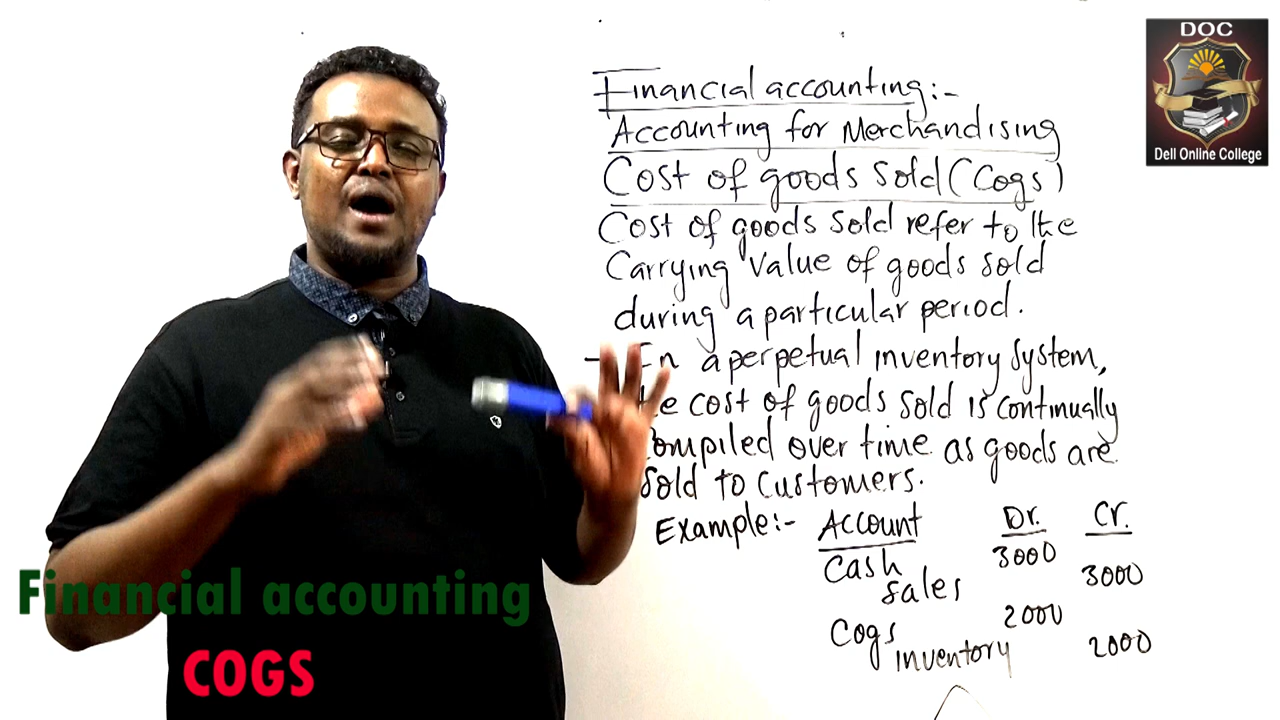 DOC
Dell Online College
Financial accounting:-
Accounting for Merchandising
Cost of goods sold (Cogs)
Cost of goods sold refer to the
Carrying value of goods sold
during a particular period.
- In a perpetual inventory system,
the cost of goods sold is continually
compiled over time as goods are
sold to customers.
Example:- Account Dr. Cr.
Cash 3000
Sales 3000
Cogs 2000
inventory 2000
Financial accounting
COGS